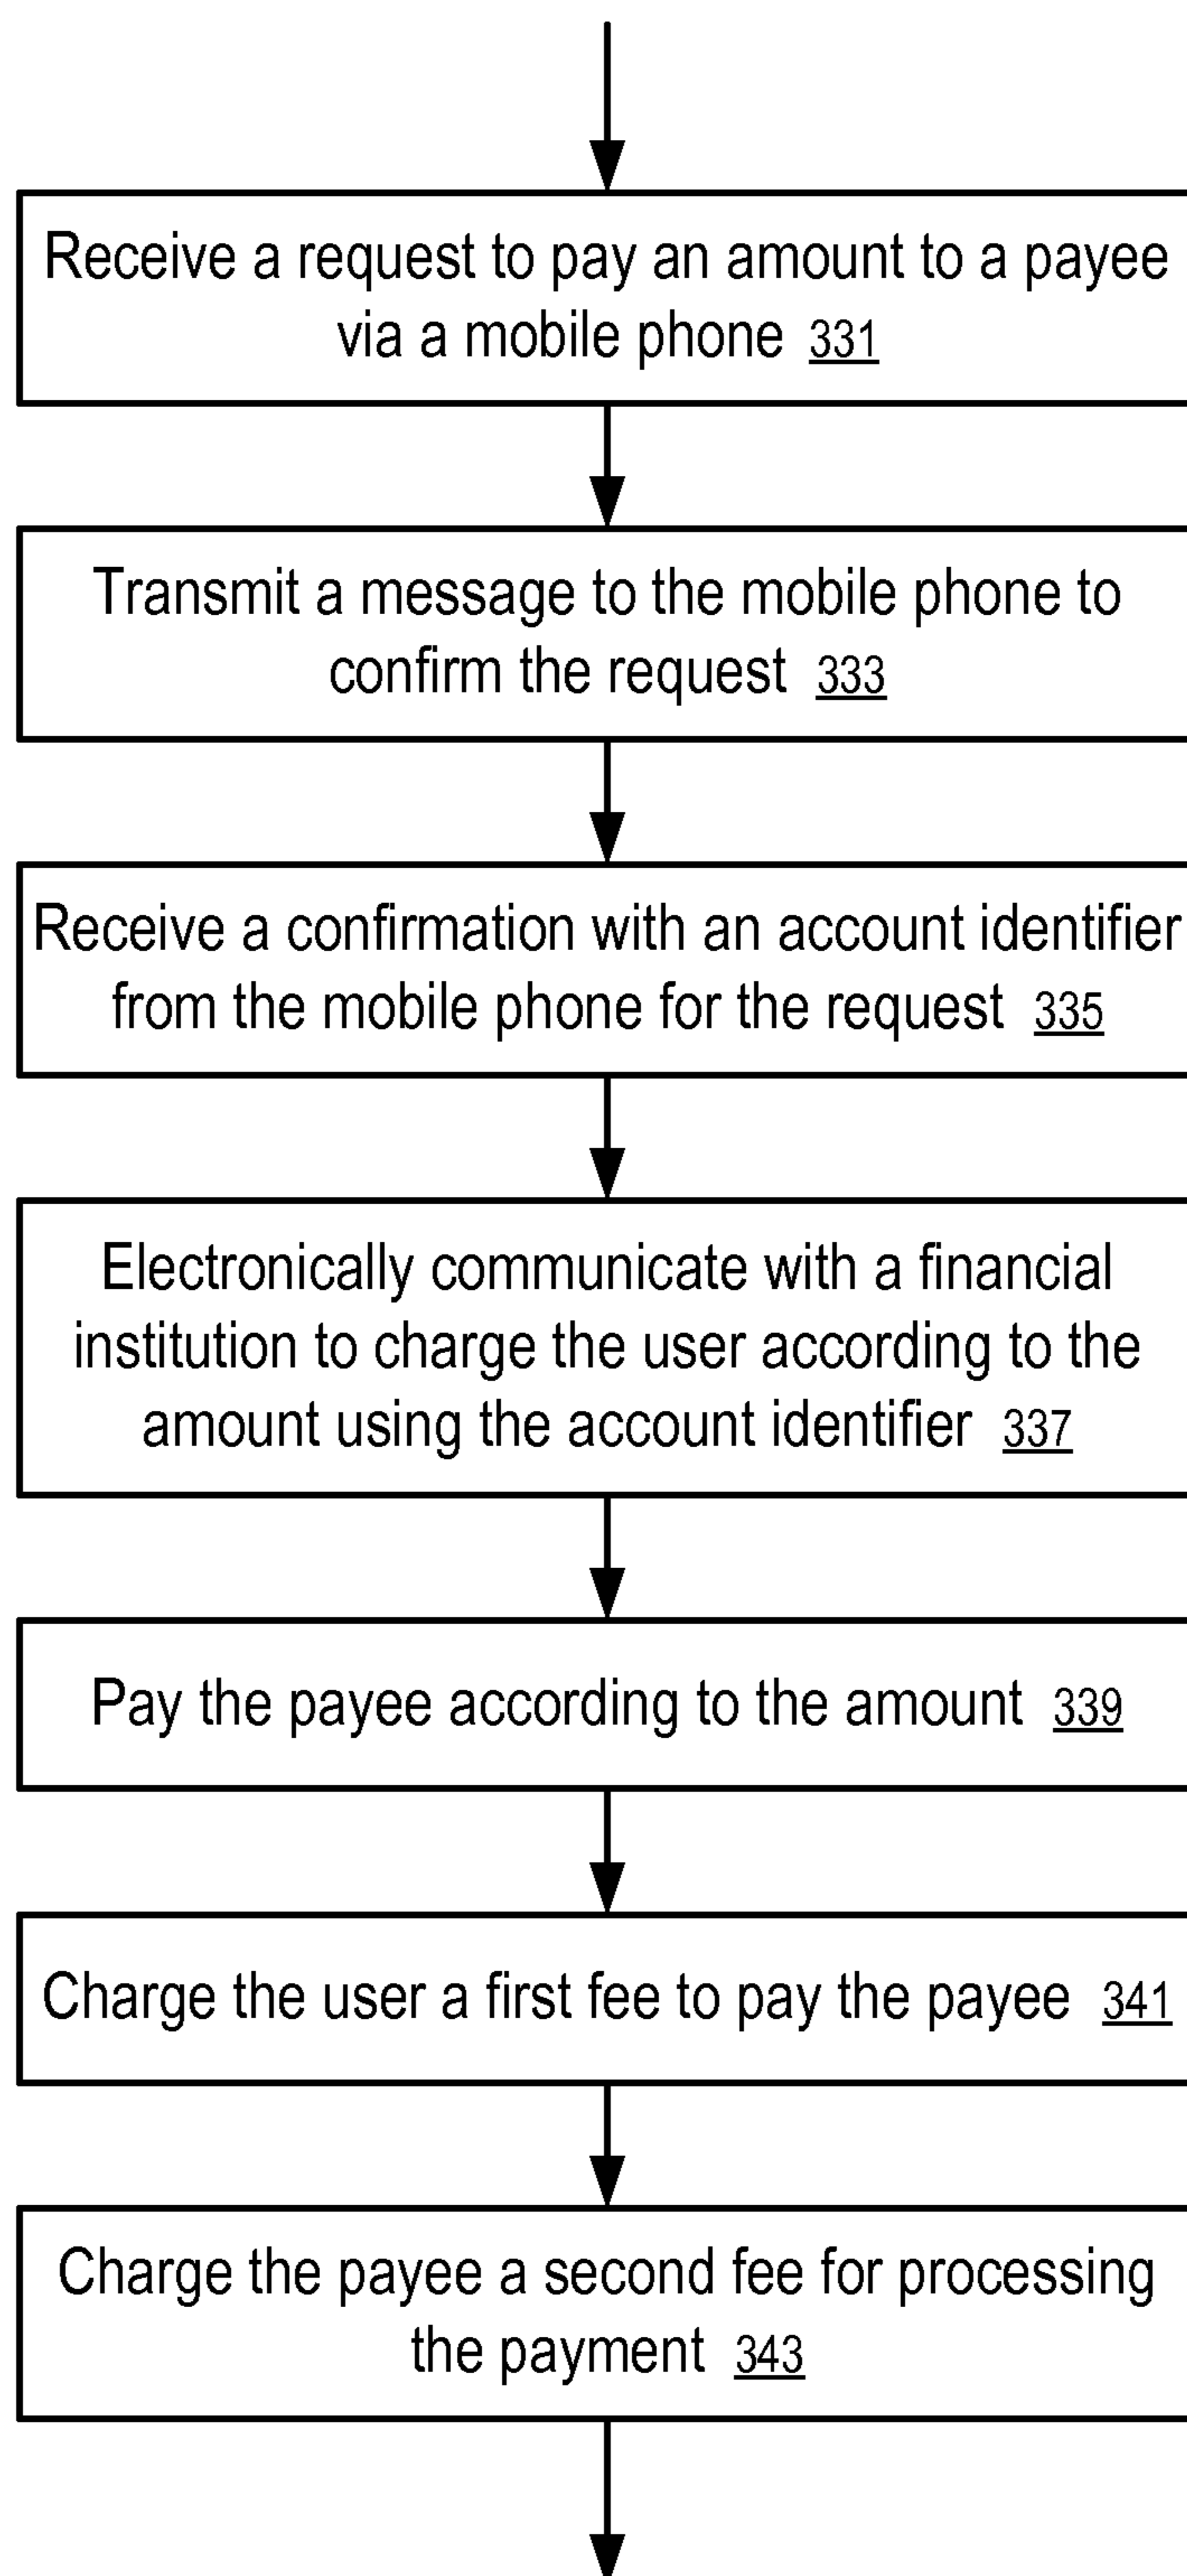 Receive a request to pay an amount to a payee
via a mobile phone 331
Transmit a message to the mobile phone to
confirm the request 333
Receive a confirmation with an account identifier
from the mobile phone for the request 335
Electronically communicate with a financial
institution to charge the user according to the
amount using the account identifier 337
Pay the payee according to the amount 339
Charge the user a first fee to pay the payee 341
Charge the payee a second fee for processing
the payment 343